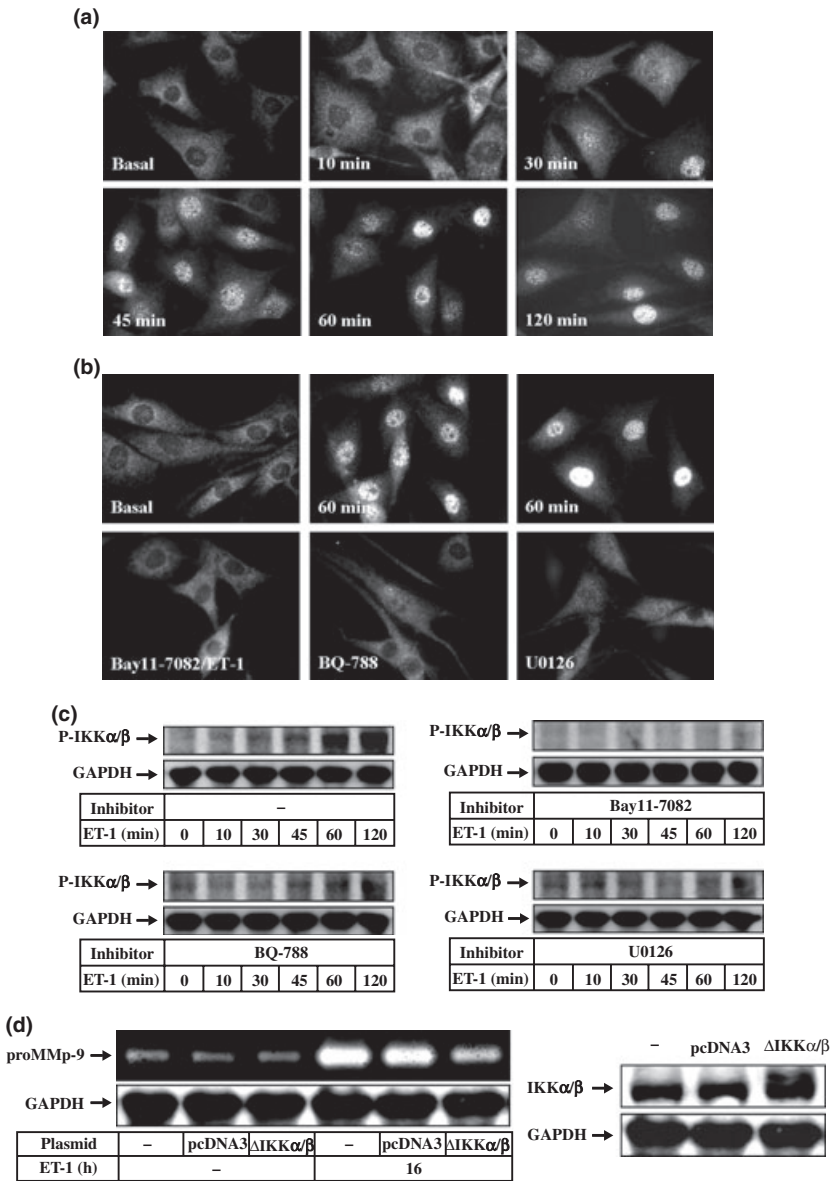 (a)
Basal 10 min 30 min
45 min 60 min 120 min
(b)
Basal 60 min 60 min
Bay11-7082/ET-1 BQ-788 U0126
(c)
P-IKKα/β
GAPDH
Inhibitor –
ET-1 (min) 0 10 30 45 60 120
P-IKKα/β
GAPDH
Inhibitor Bay11-7082
ET-1 (min) 0 10 30 45 60 120
P-IKKα/β
GAPDH
Inhibitor BQ-788
ET-1 (min) 0 10 30 45 60 120
P-IKKα/β
GAPDH
Inhibitor U0126
ET-1 (min) 0 10 30 45 60 120
(d)
proMMp-9
GAPDH
Plasmid – pcDNA3 ΔIKKα/β – pcDNA3 ΔIKKα/β
ET-1 (h) – 16
– pcDNA3 ΔIKKα/β
IKKα/β
GAPDH